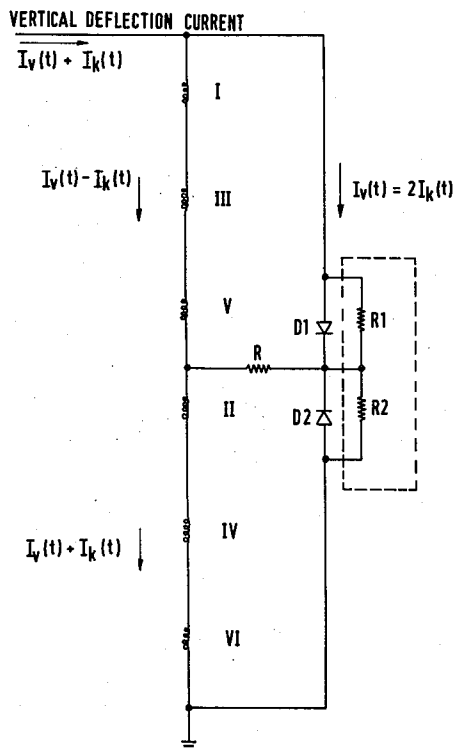 VERTICAL DEFLECTION CURRENT
Iv(t) + Ik(t)
I
Iv(t) - Ik(t)
III
Iv(t) = 2Ik(t)
V
D1
R1
R
II
D2
R2
IV
Iv(t) + Ik(t)
VI